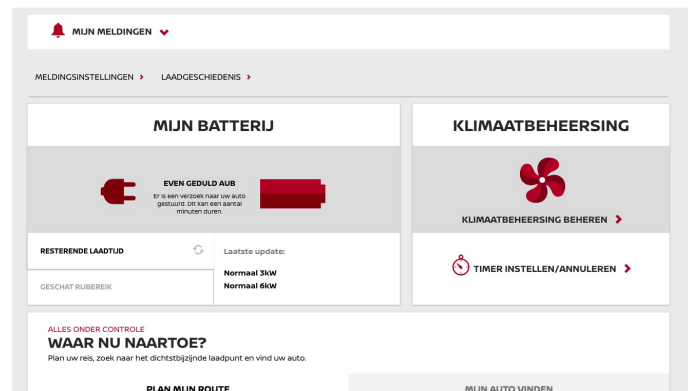 MIJN MELDINGEN
MELDINGSINSTELLINGEN
LAADGESCHIEDENIS
MIJN BATTERIJ
EVEN GEDULD AUB
Er is een verzoek naar uw auto
gestuurd. Dit kan een aantal
minuten duren.
RESTERENDE LAADTIJD
GESCHAT RIJBEREIK
Laatste update:
Normaal 3kW
Normaal 6kW
KLIMAATBEHEERSING
KLIMAATBEHEERSING BEHEREN
TIMER INSTELLEN/ANNULEREN
ALLES ONDER CONTROLE
WAAR NU NAARTOE?
Plan uw reis, zoek naar het dichtstbijzijnde laadpunt en vind uw auto.
PLAN MIJN ROUTE
MIJN AUTO VINDEN